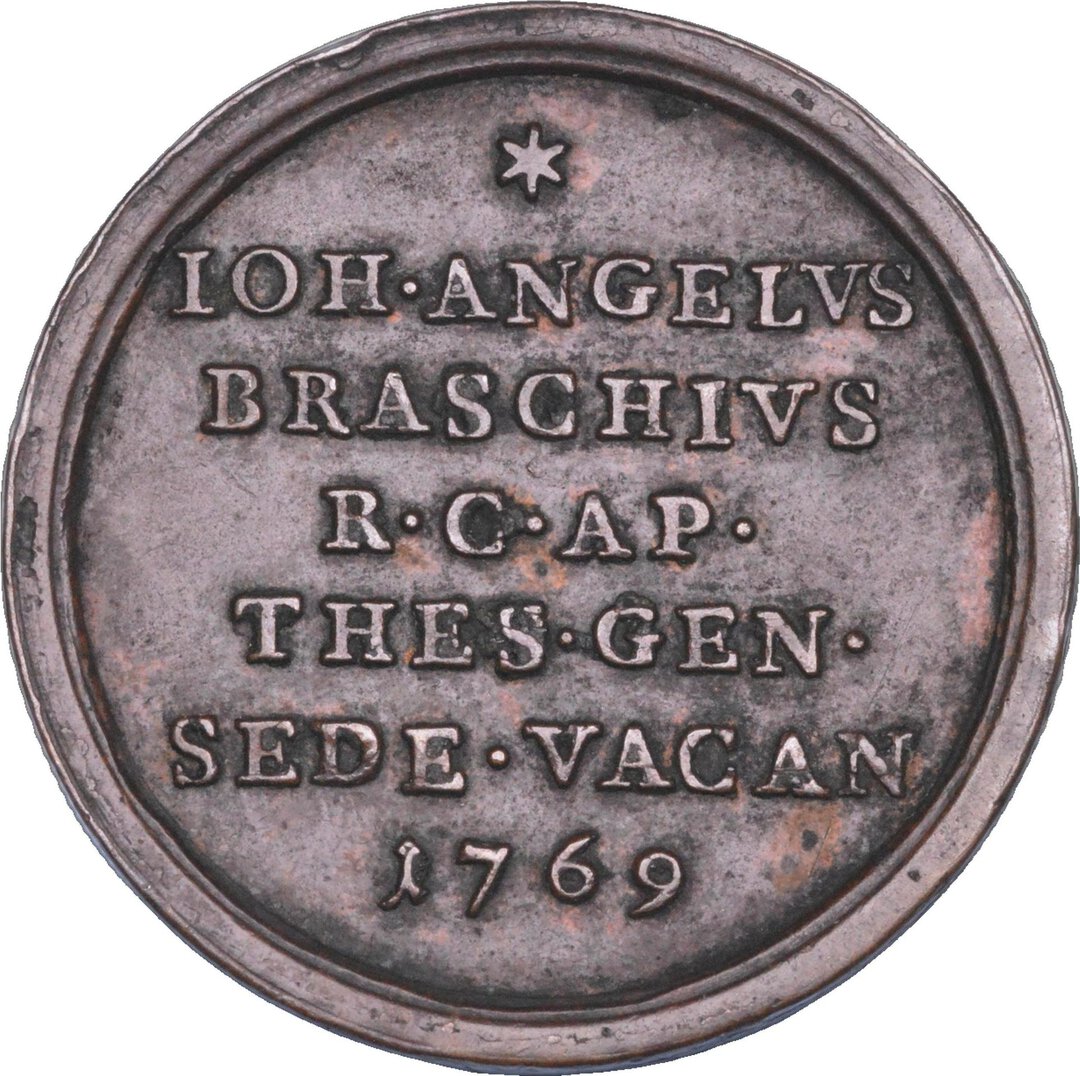 IOH·ANGELVS
BRASCHIVS
R·C·AP·
THES·GEN·
SEDE·VACAN
1769